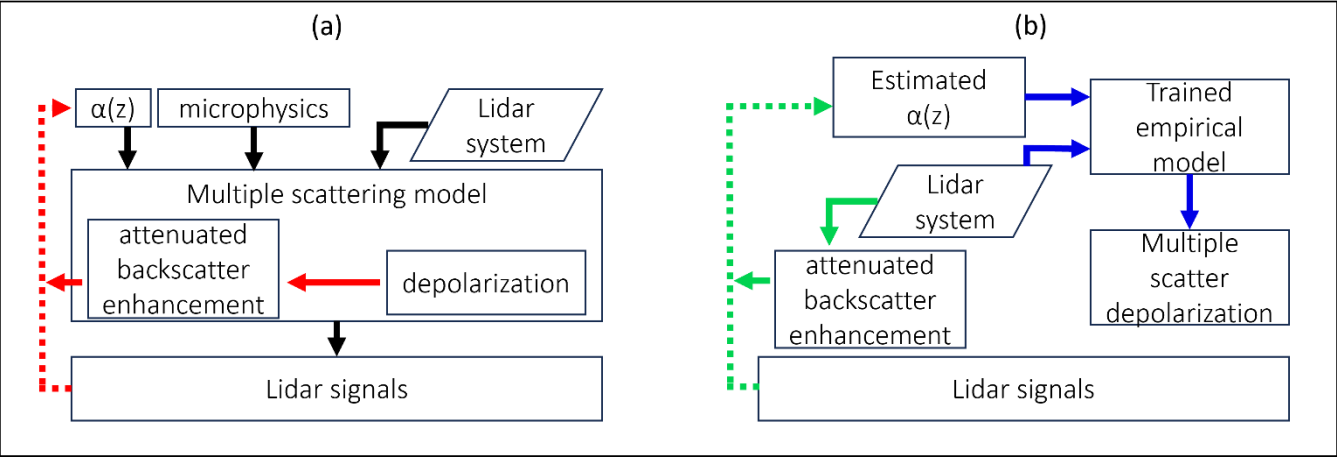 (a)
α(z)
microphysics
Lidar
system
Multiple scattering model
attenuated
backscatter
enhancement
depolarization
Lidar signals
(b)
Estimated
α(z)
Trained
empirical
model
Lidar
system
attenuated
backscatter
enhancement
Multiple
scatter
depolarization
Lidar signals